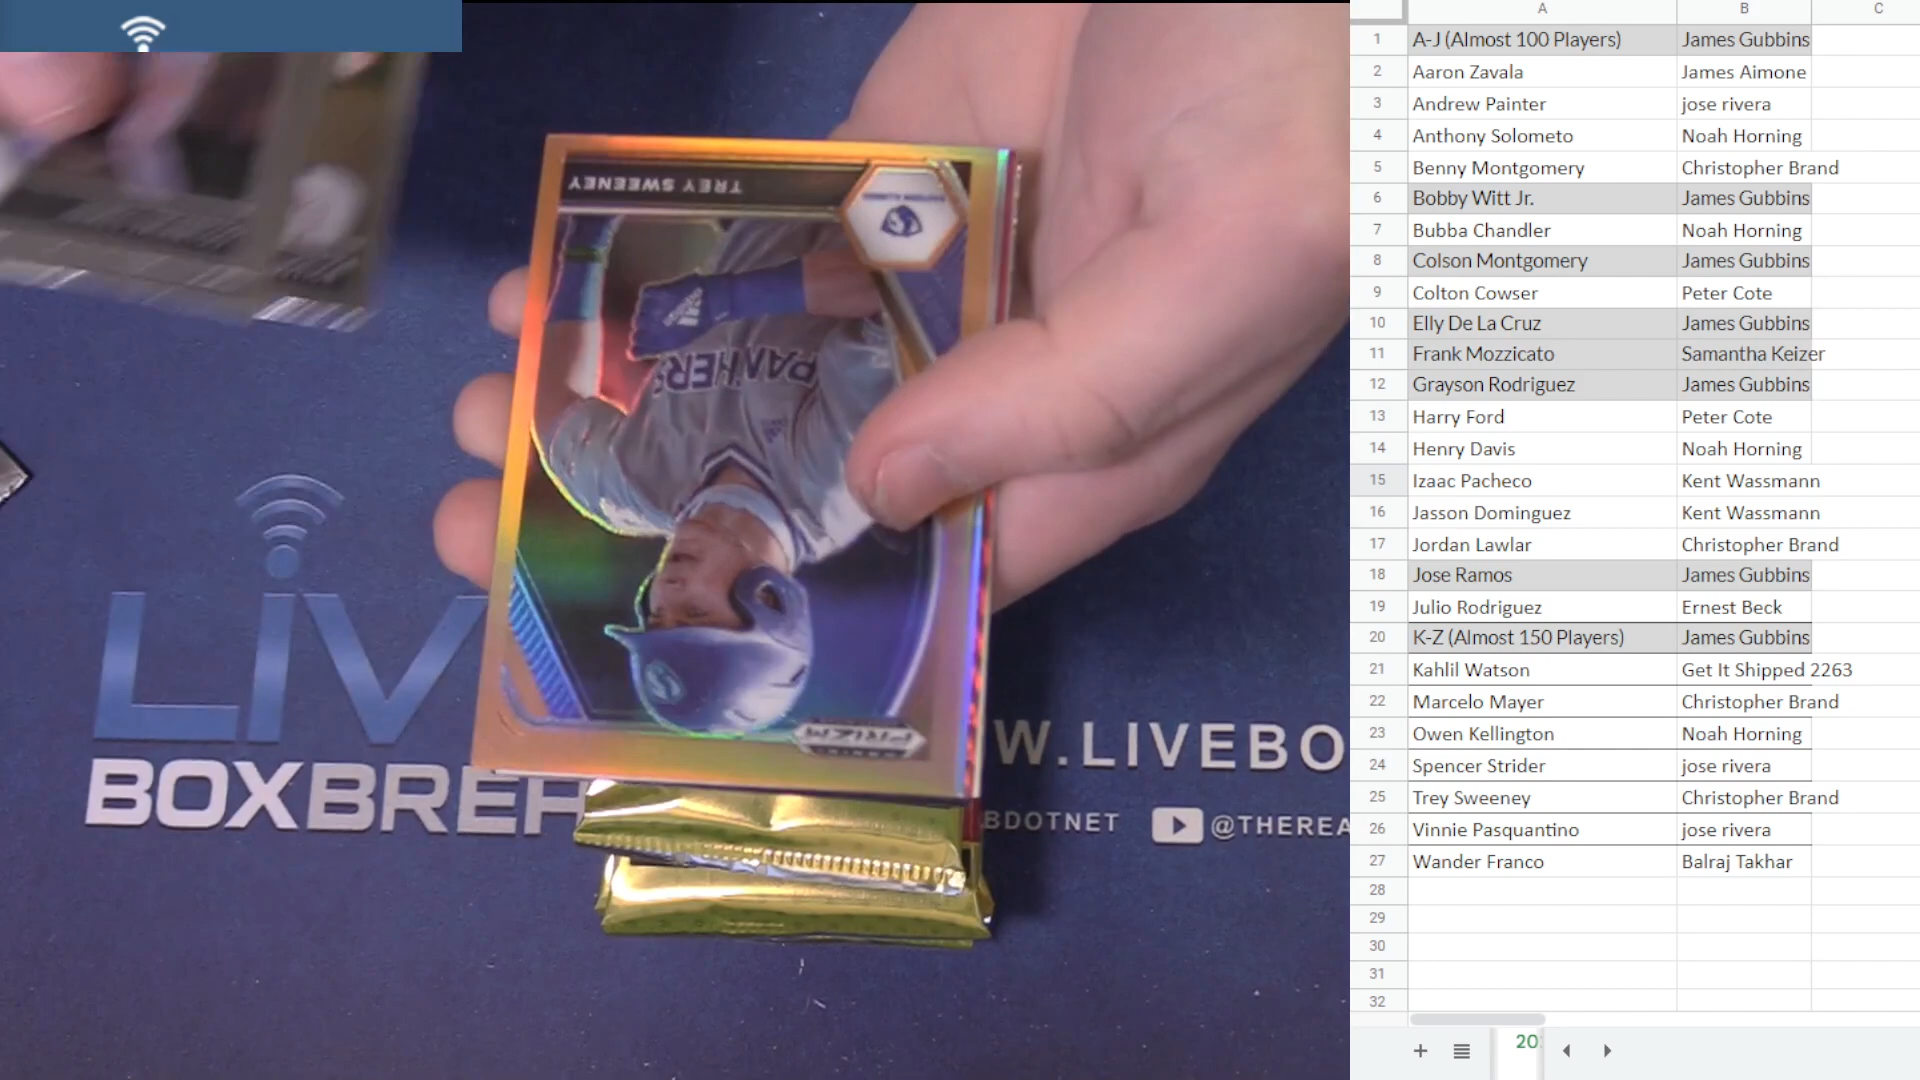 TREY SWEENEY
PANTHERS
PRIZM
LIV
BOXBRE
W.LIVEBO
BDOTNET
@THEREA
A
B
C
1 A-J (Almost 100 Players) James Gubbins
2 Aaron Zavala James Aimone
3 Andrew Painter jose rivera
4 Anthony Solometo Noah Horning
5 Benny Montgomery Christopher Brand
6 Bobby Witt Jr. James Gubbins
7 Bubba Chandler Noah Horning
8 Colson Montgomery James Gubbins
9 Colton Cowser Peter Cote
10 Elly De La Cruz James Gubbins
11 Frank Mozzicato Samantha Keizer
12 Grayson Rodriguez James Gubbins
13 Harry Ford Peter Cote
14 Henry Davis Noah Horning
15 Izaac Pacheco Kent Wassmann
16 Jasson Dominguez Kent Wassmann
17 Jordan Lawlar Christopher Brand
18 Jose Ramos James Gubbins
19 Julio Rodriguez Ernest Beck
20 K-Z (Almost 150 Players) James Gubbins
21 Kahlil Watson Get It Shipped 2263
22 Marcelo Mayer Christopher Brand
23 Owen Kellington Noah Horning
24 Spencer Strider jose rivera
25 Trey Sweeney Christopher Brand
26 Vinnie Pasquantino jose rivera
27 Wander Franco Balraj Takhar
28
29
30
31
32
20